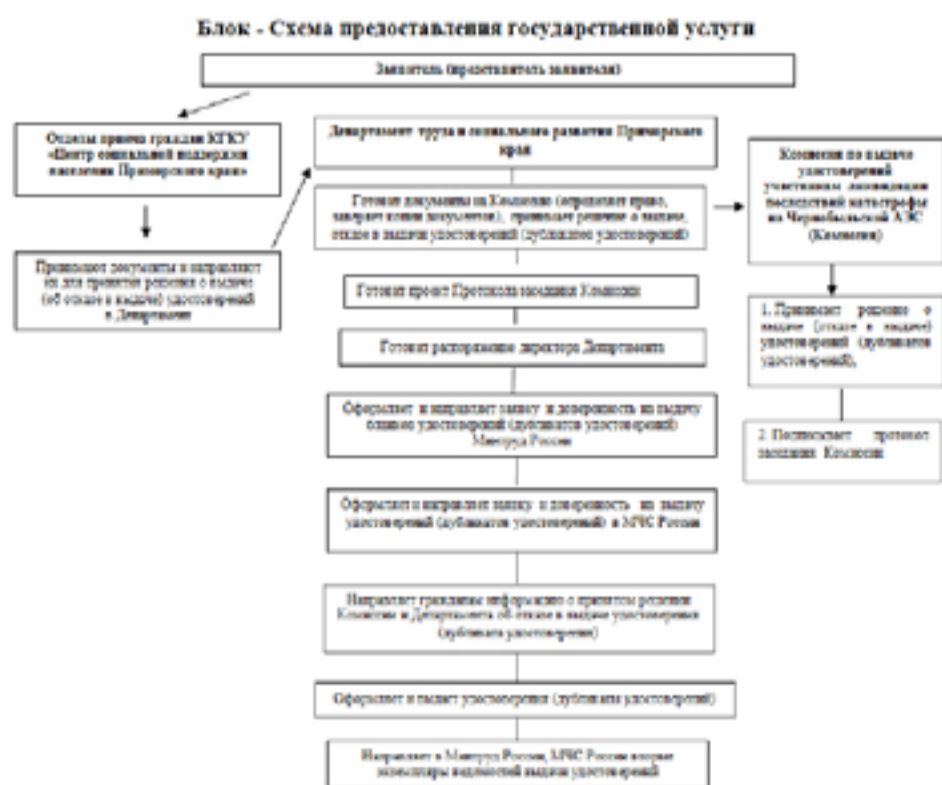 Блок - Схема предоставления государственной услуги
Заявитель (представитель заявителя)
Отделы приема граждан КГКУ
«Центр социальной поддержки
населения Приморского края»
Принимают документы и направляют
их для принятия решения о выдаче
(об отказе в выдаче) удостоверений
в Департамент
Департамент труда и социального развития Приморского
края
Готовит документы на Комиссию (определяет право,
заверяет копии документов), принимает решение о выдаче,
отказе в выдачи удостоверений (дубликатов удостоверений)
Готовит проект Протокола заседания Комиссии
Готовит распоряжение директора Департамента
Оформляет и направляет заявку и доверенность на выдачу
бланков удостоверений (дубликатов удостоверений)
Минтруд России
Оформляет и направляет заявку и доверенность на выдачу
удостоверений (дубликатов удостоверений) в МЧС России
Направляет гражданам информацию о принятом решении
Комиссии и Департамента об отказе в выдаче удостоверения
(дубликата удостоверения)
Оформляет и выдает удостоверения (дубликаты удостоверений)
Направляет в Минтруд России, МЧС России вторые
экземпляры ведомостей выдачи удостоверений
Комиссия по выдаче
удостоверений
участникам ликвидации
последствий катастрофы
на Чернобыльской АЭС
(Комиссия)
1. Принимает решение о
выдаче (отказе в выдаче)
удостоверений (дубликатов
удостоверений),
2. Подписывает протокол
заседания Комиссии